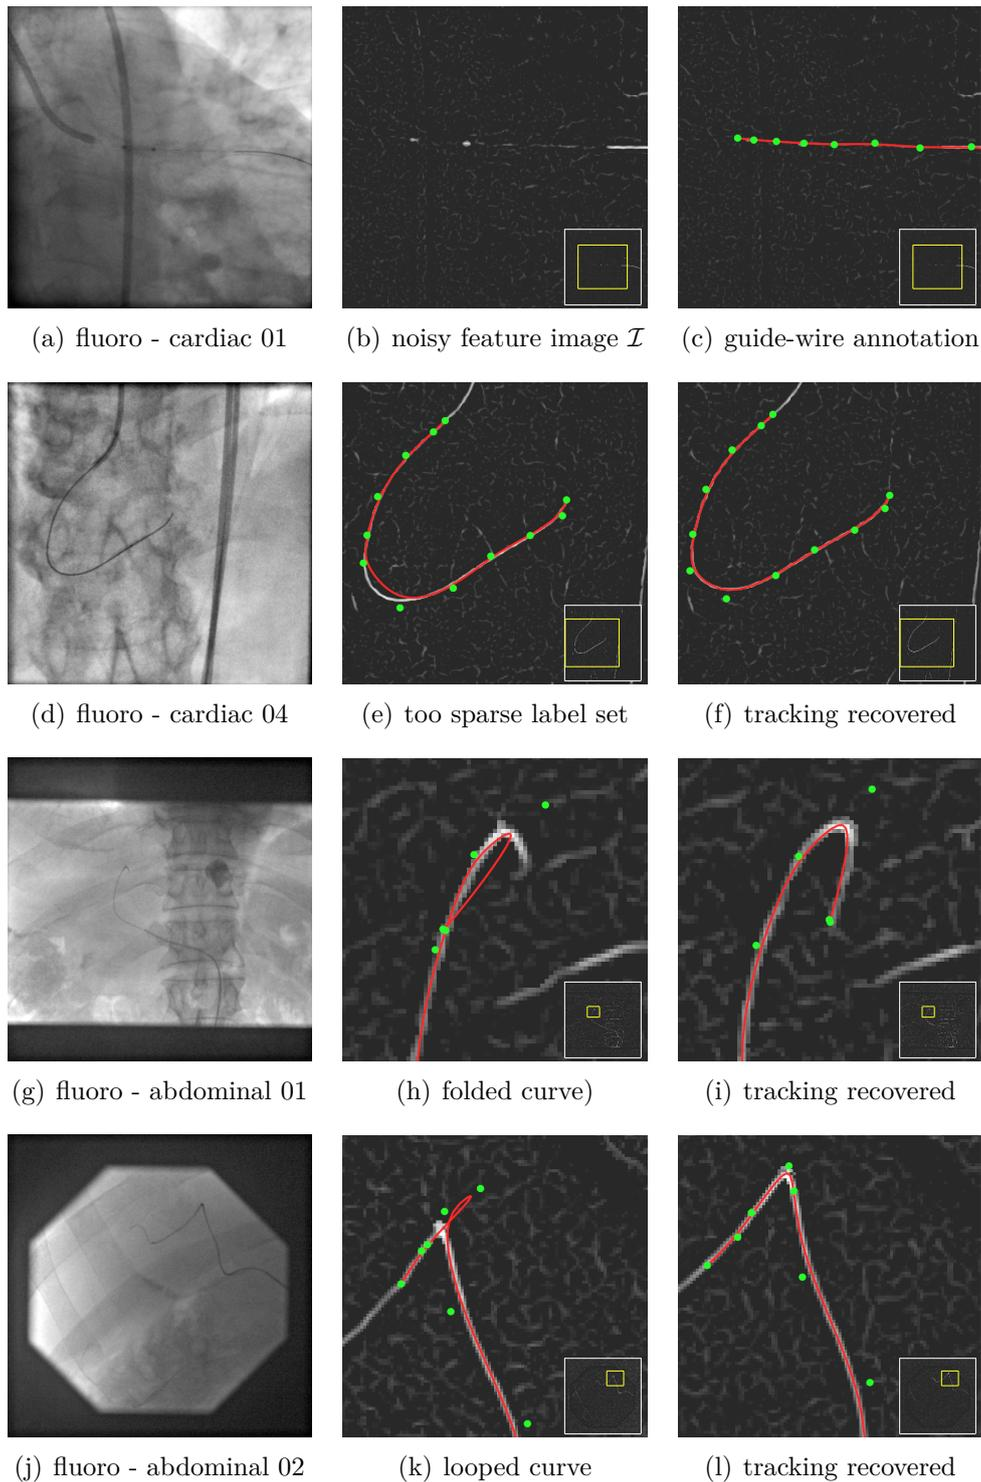 (a) fluoro - cardiac 01
(b) noisy feature image ℐ
(c) guide-wire annotation
(d) fluoro - cardiac 04
(e) too sparse label set
(f) tracking recovered
(g) fluoro - abdominal 01
(h) folded curve)
(i) tracking recovered
(j) fluoro - abdominal 02
(k) looped curve
(l) tracking recovered